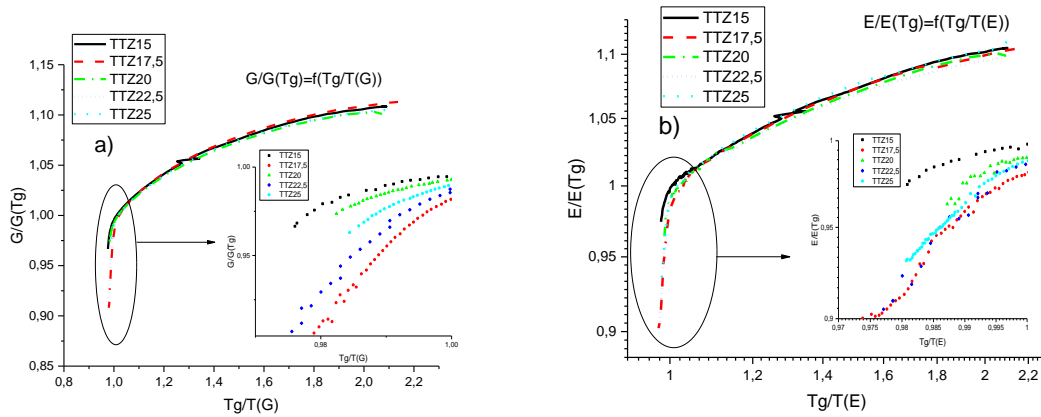 TTZ15
TTZ17,5
TTZ20
TTZ22,5
TTZ25
G/G(Tg)=f(Tg/T(G))
a)
1,15
1,10
1,05
1,00
0,95
0,90
0,85
G/G(Tg)
0,8 1,0 1,2 1,4 1,6 1,8 2,0 2,2
Tg/T(G)
TTZ15
TTZ17,5
TTZ20
TTZ22,5
TTZ25
1,00
0,95
G/G(Tg)
0,98 1,00
Tg/T(G)
TTZ15
TTZ17,5
TTZ20
TTZ22,5
TTZ25
E/E(Tg)=f(Tg/T(E))
b)
1,1
1,05
1
0,95
0,9
E/E(Tg)
1 1,2 1,4 1,6 1,8 2 2,2
Tg/T(E)
TTZ15
TTZ17,5
TTZ20
TTZ22,5
TTZ25
1
0,95
0,9
E/E(Tg)
0,97 0,975 0,98 0,985 0,99 0,995 1
Tg/T(E)